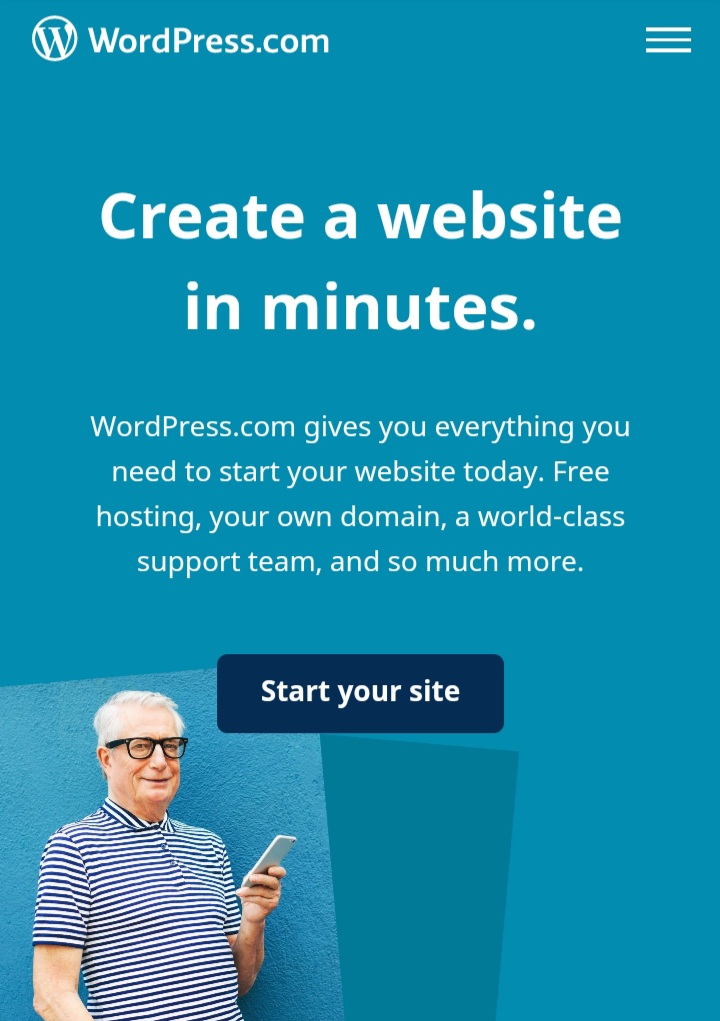 WordPress.com
Create a website
in minutes.
WordPress.com gives you everything you
need to start your website today. Free
hosting, your own domain, a world-class
support team, and so much more.
Start your site